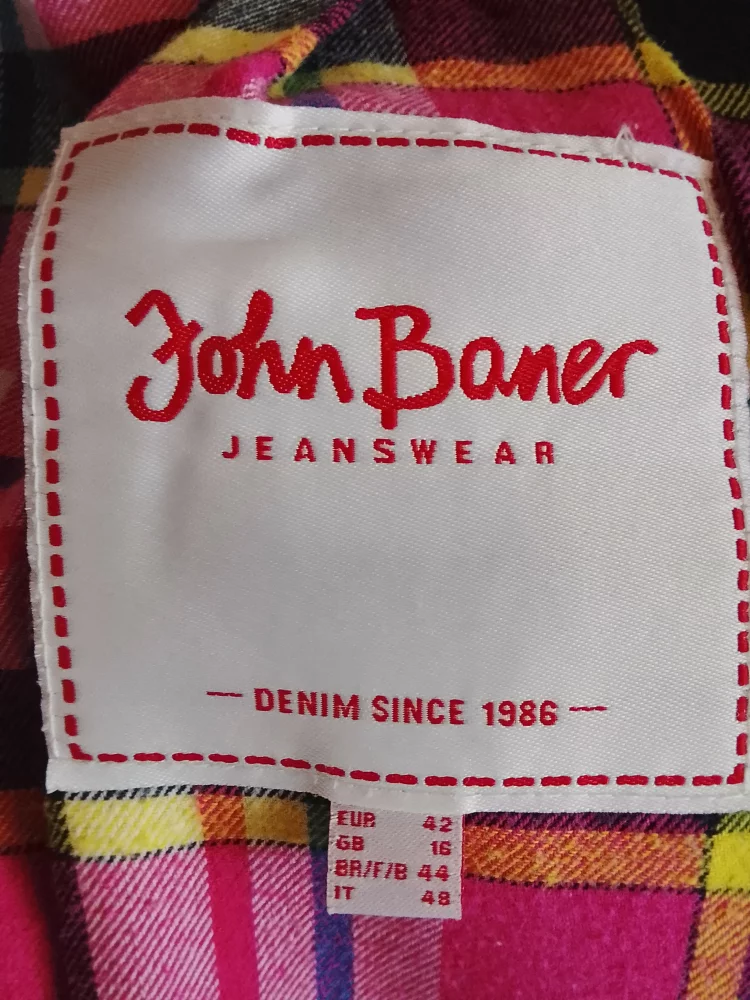 John Baner
JEANSWEAR
— DENIM SINCE 1986 —
EUR 42
GB 16
BR/F/B 44
IT 48